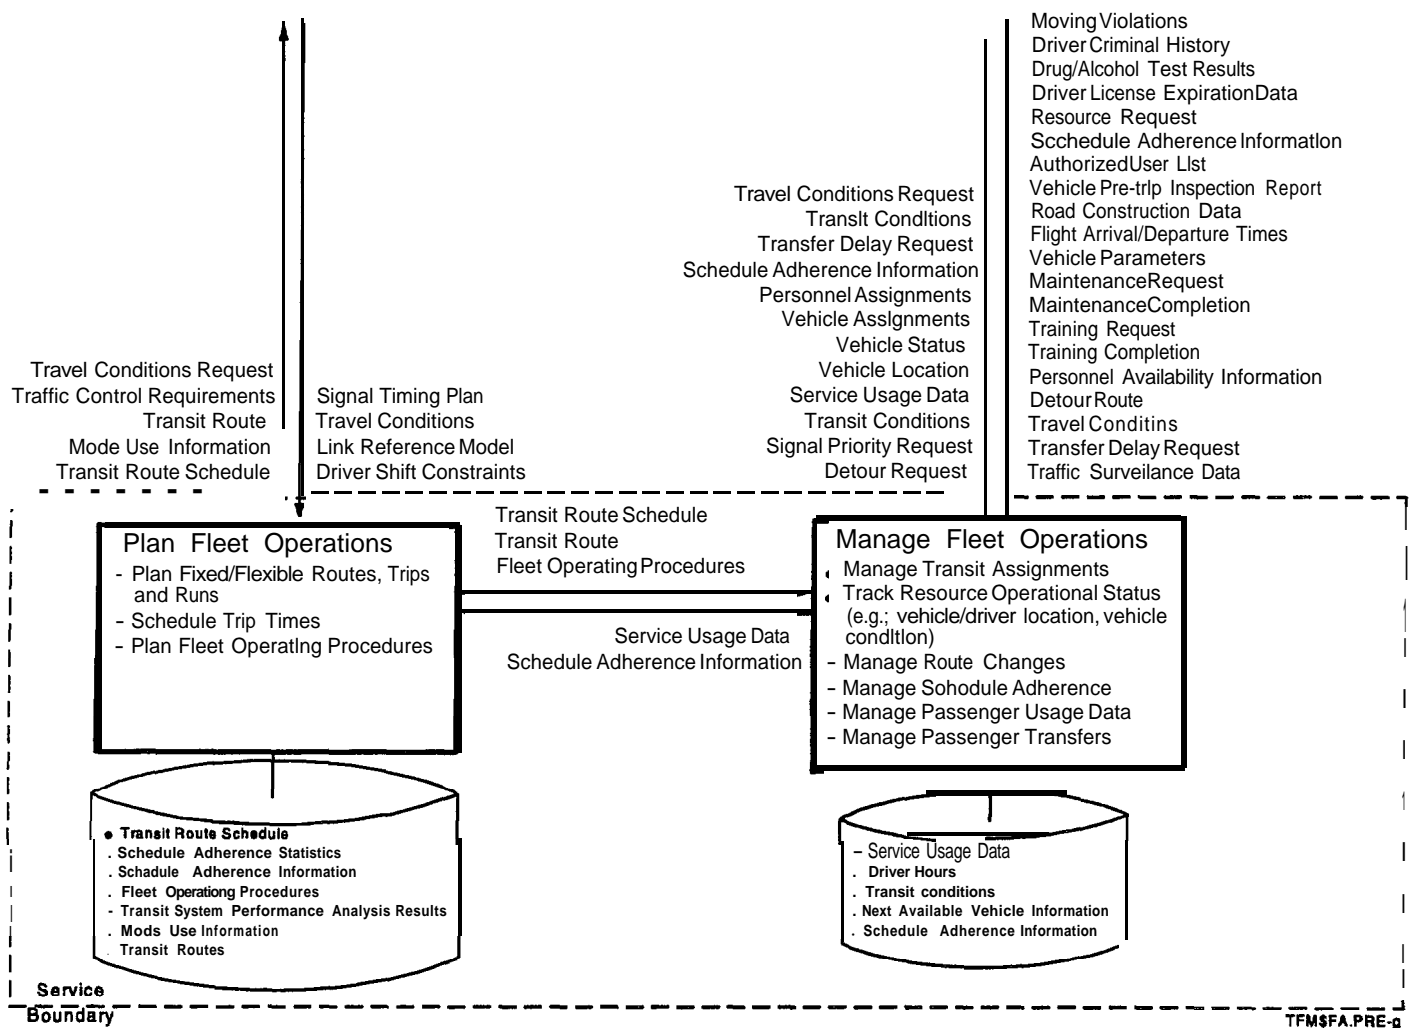 Moving Violations
Driver Criminal History
Drug/Alcohol Test Results
Driver License ExpirationData
Resource Request
Scchedule Adherence Informatlon
AuthorizedUser Llst
Vehicle Pre-trlp Inspection Report
Road Construction Data
Flight Arrival/Departure Times
Vehicle Parameters
MaintenanceRequest
MaintenanceCompletion
Training Request
Training Completion
Personnel Availability Information
Detour Route
Travel Conditins
Transfer Delay Request
Traffic Surveilance Data
Travel Conditions Request
Translt Condltions
Transfer Delay Request
Schedule Adherence Information
Personnel Assignments
Vehicle Asslgnments
Vehicle Status
Vehicle Location
Service Usage Data
Transit Conditions
Signal Priority Request
Detour Request
Travel Conditions Request
Traffic Control Requirements
Transit Route
Mode Use Information
Transit Route Schedule
Signal Timing Plan
Travel Conditions
Link Reference Model
Driver Shift Constraints
Plan Fleet Operations
- Plan Fixed/Flexible Routes, Trips
and Runs
- Schedule Trip Times
- Plan Fleet Operatlng Procedures
Transit Route Schedule
Transit Route
Fleet Operating Procedures
Service Usage Data
Schedule Adherence Information
Manage Fleet Operations
• Manage Transit Assignments
• Track Resource Operational Status
(e.g.; vehicle/driver location, vehicle
condltlon)
- Manage Route Changes
- Manage Sohodule Adherence
- Manage Passenger Usage Data
- Manage Passenger Transfers
• Transit Route Schedule
. Schedule Adherence Statistics
. Schadule Adherence Information
. Fleet Operationg Procedures
- Transit System Performance Analysis Results
. Mods Use Information
. Transit Routes
- Service Usage Data
. Driver Hours
. Transit conditions
. Next Available Vehicle Information
. Schedule Adherence Information
Service
Boundary
TFM$FA.PRE-g